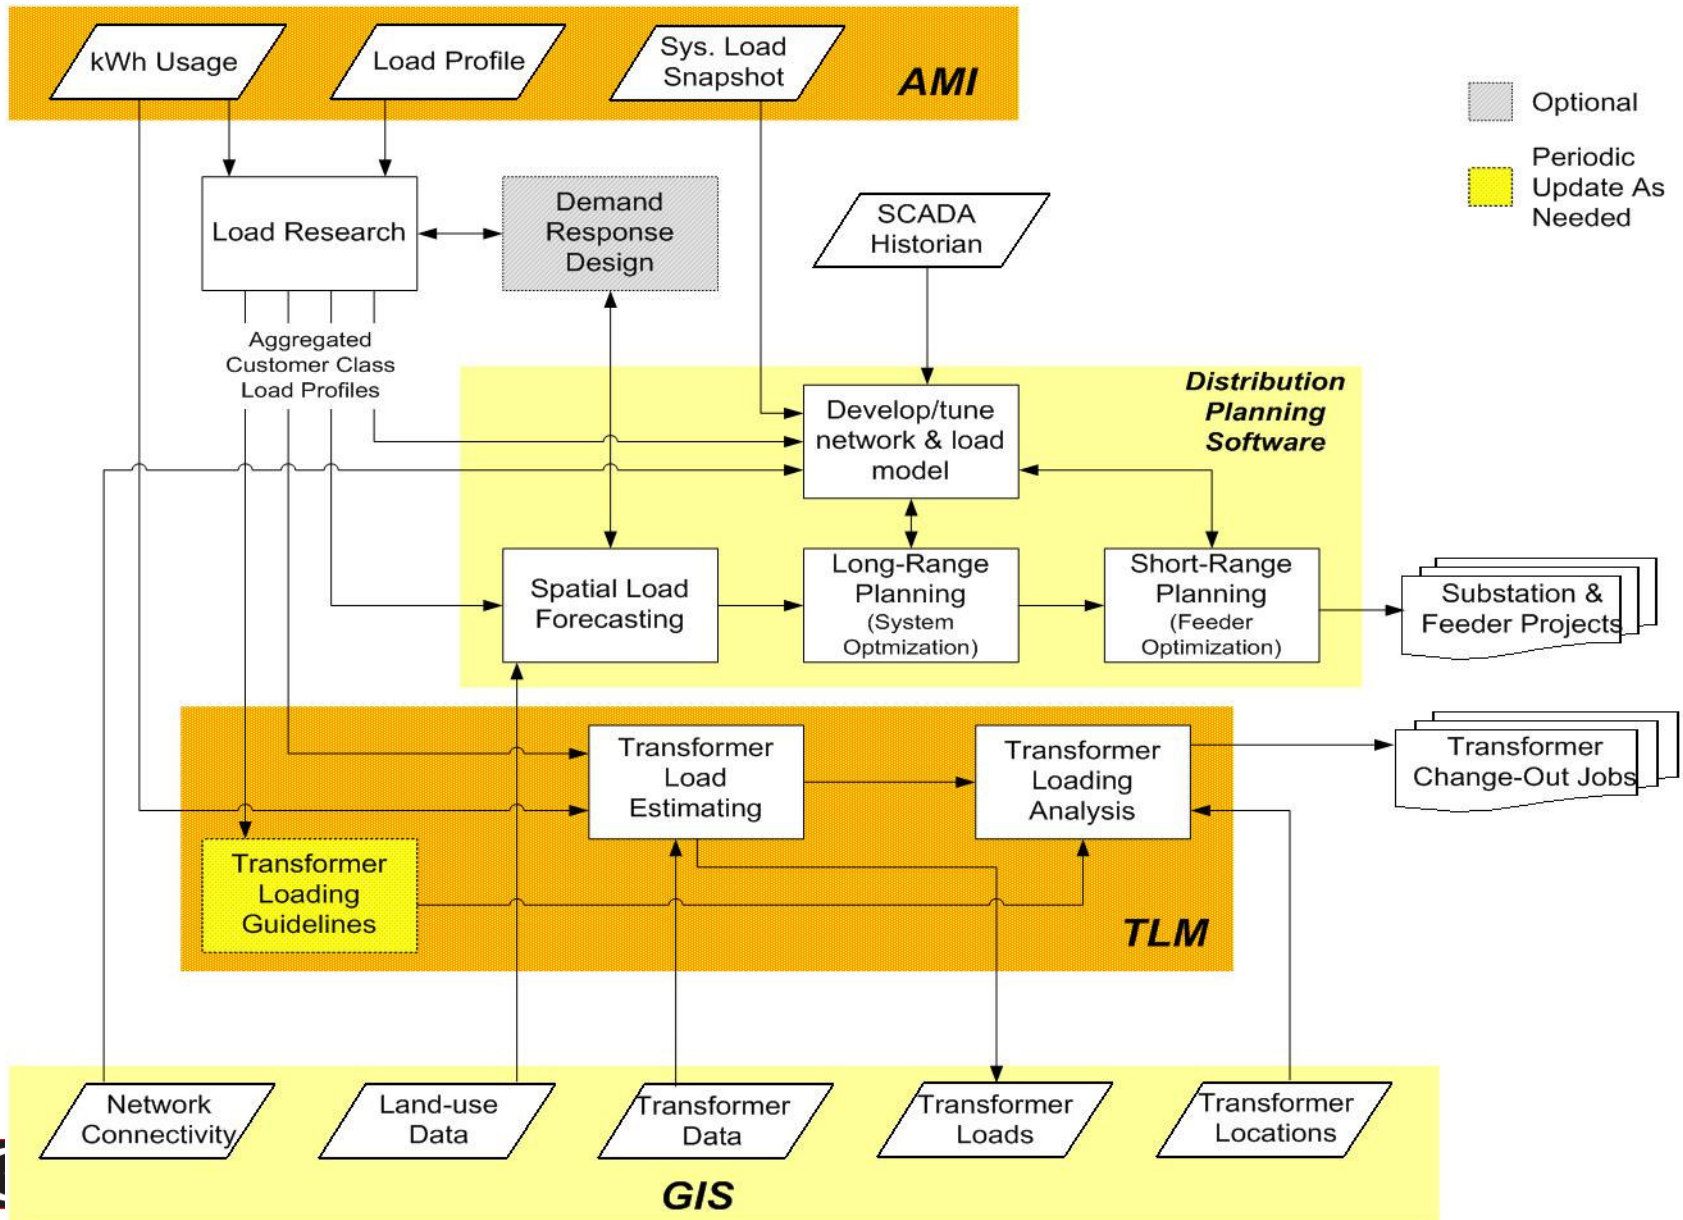 kWh Usage
Load Profile
Sys. Load
Snapshot
AMI
Optional
Periodic
Update As
Needed
Load Research
Demand
Response
Design
SCADA
Historian
Aggregated
Customer Class
Load Profiles
Distribution
Planning
Software
Develop/tune
network & load
model
Spatial Load
Forecasting
Long-Range
Planning
(System
Optmization)
Short-Range
Planning
(Feeder
Optimization)
Substation &
Feeder Projects
Transformer
Load
Estimating
Transformer
Loading
Analysis
Transformer
Change-Out Jobs
Transformer
Loading
Guidelines
TLM
Network
Connectivity
Land-use
Data
Transformer
Data
Transformer
Loads
Transformer
Locations
GIS